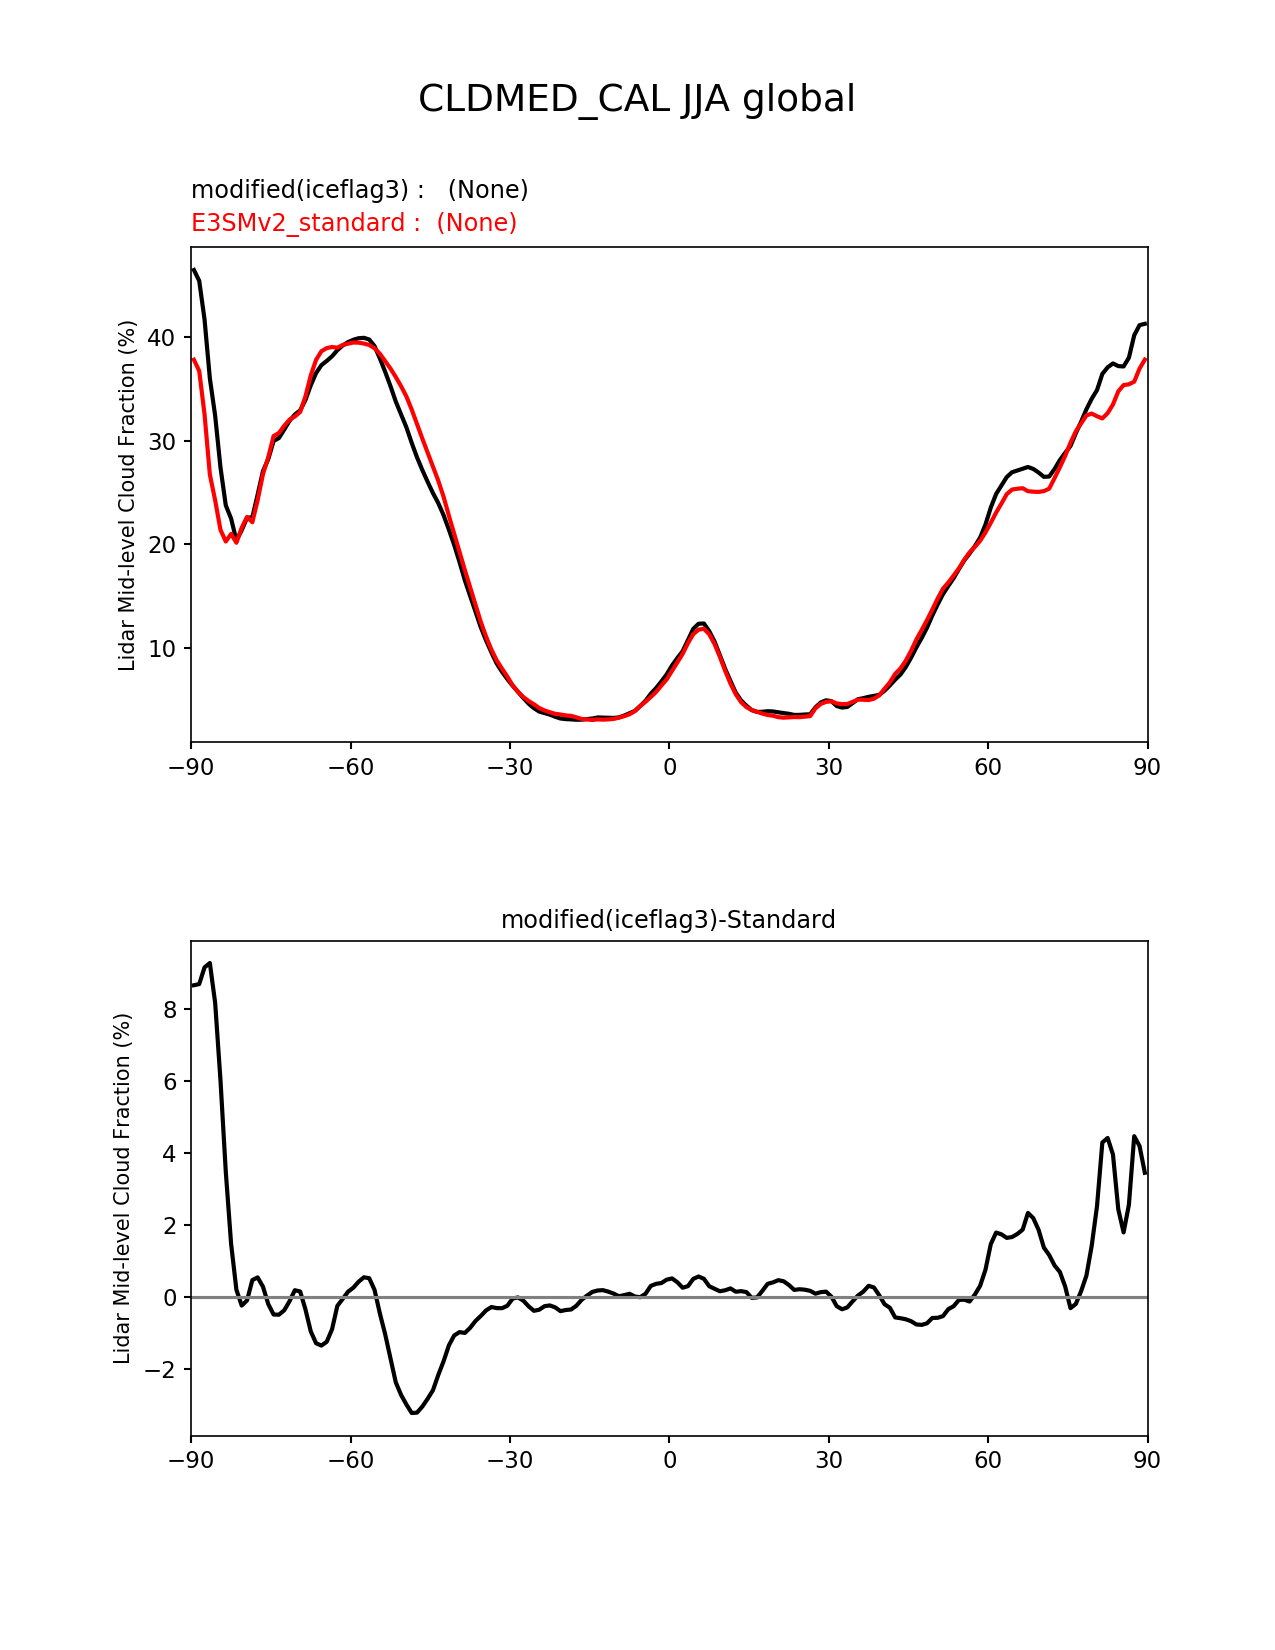 CLDMED_CAL JJA global
modified(iceflag3) :   (None)
E3SMv2_standard :  (None)
Lidar Mid-level Cloud Fraction (%)
40
30
20
10
−90 −60 −30 0 30 60 90
modified(iceflag3)-Standard
Lidar Mid-level Cloud Fraction (%)
8
6
4
2
0
−2
−90 −60 −30 0 30 60 90